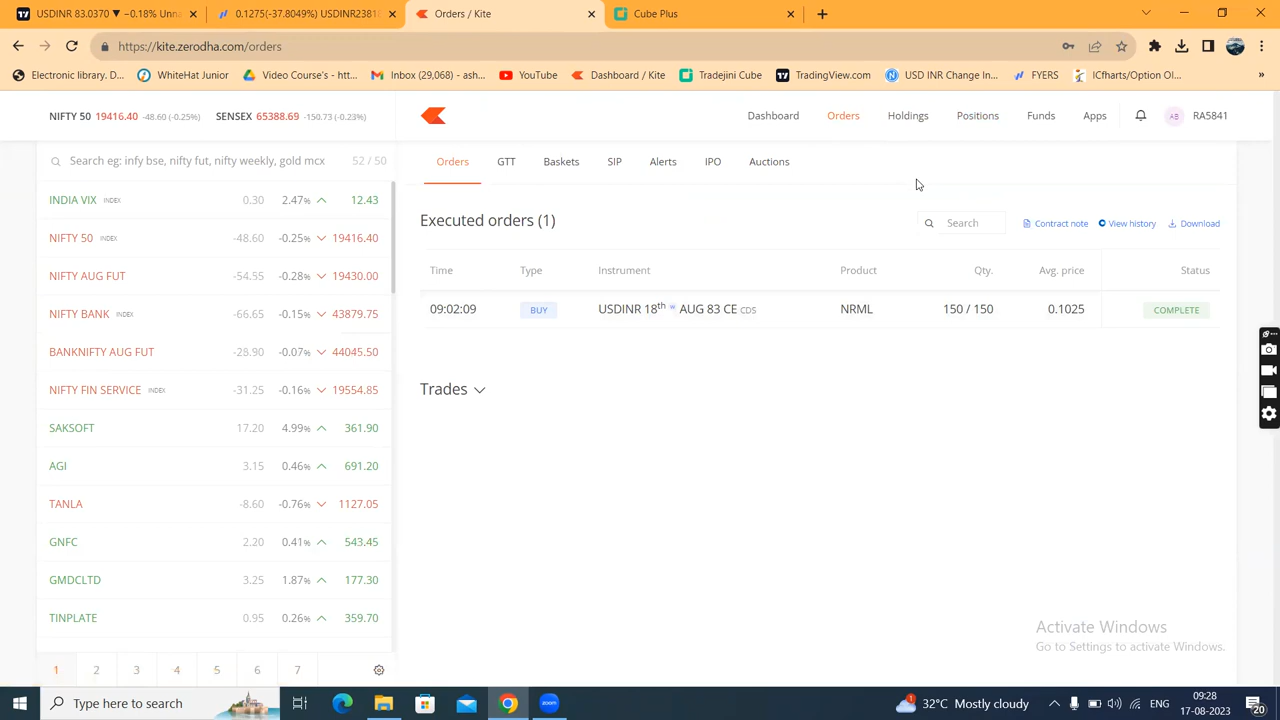 USDINR 83.0370 ▼ −0.18% Unna
0.1275(-37.8049%) USDINR23810
Orders / Kite
Cube Plus
https://kite.zerodha.com/orders
Electronic library. D...
WhiteHat Junior
Video Course's - htt...
Inbox (29,068) - ash...
YouTube
Dashboard / Kite
Tradejini Cube
TradingView.com
USD INR Change In...
FYERS
ICfharts/Option OI...
»
NIFTY 50 19416.40 -48.60 (-0.25%) SENSEX 65388.69 -150.73 (-0.23%)
Dashboard Orders Holdings Positions Funds Apps AB RA5841
Search eg: infy bse, nifty fut, nifty weekly, gold mcx 52 / 50
Orders GTT Baskets SIP Alerts IPO Auctions
INDIA VIX INDEX 0.30 2.47% 12.43
NIFTY 50 INDEX -48.60 -0.25% 19416.40
NIFTY AUG FUT -54.55 -0.28% 19430.00
NIFTY BANK INDEX -66.65 -0.15% 43879.75
BANKNIFTY AUG FUT -28.90 -0.07% 44045.50
NIFTY FIN SERVICE INDEX -31.25 -0.16% 19554.85
SAKSOFT 17.20 4.99% 361.90
AGI 3.15 0.46% 691.20
TANLA -8.60 -0.76% 1127.05
GNFC 2.20 0.41% 543.45
GMDCLTD 3.25 1.87% 177.30
TINPLATE 0.95 0.26% 359.70
1 2 3 4 5 6 7
Executed orders (1)
Search Contract note View history Download
Time Type Instrument Product Qty. Avg. price Status
09:02:09 BUY USDINR 18th w AUG 83 CE CDS NRML 150 / 150 0.1025 COMPLETE
Trades
Activate Windows
Go to Settings to activate Windows.
Type here to search
zoom
1
32°C Mostly cloudy
ENG
09:28
17-08-2023
20